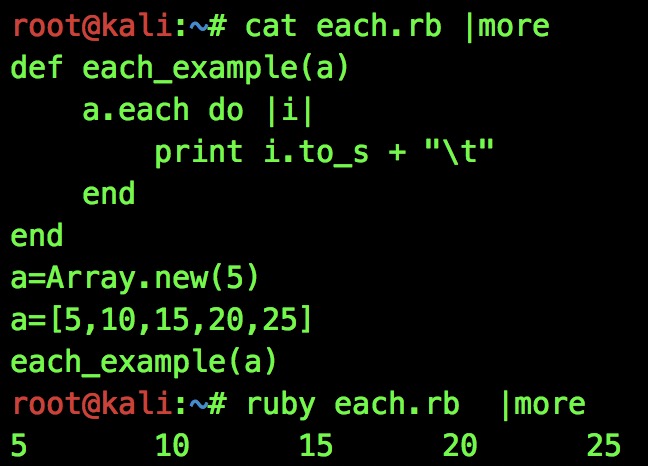 root@kali:~# cat each.rb |more
def each_example(a)
    a.each do |i|
        print i.to_s + "\t"
    end
end
a=Array.new(5)
a=[5,10,15,20,25]
each_example(a)
root@kali:~# ruby each.rb  |more
5       10      15      20      25